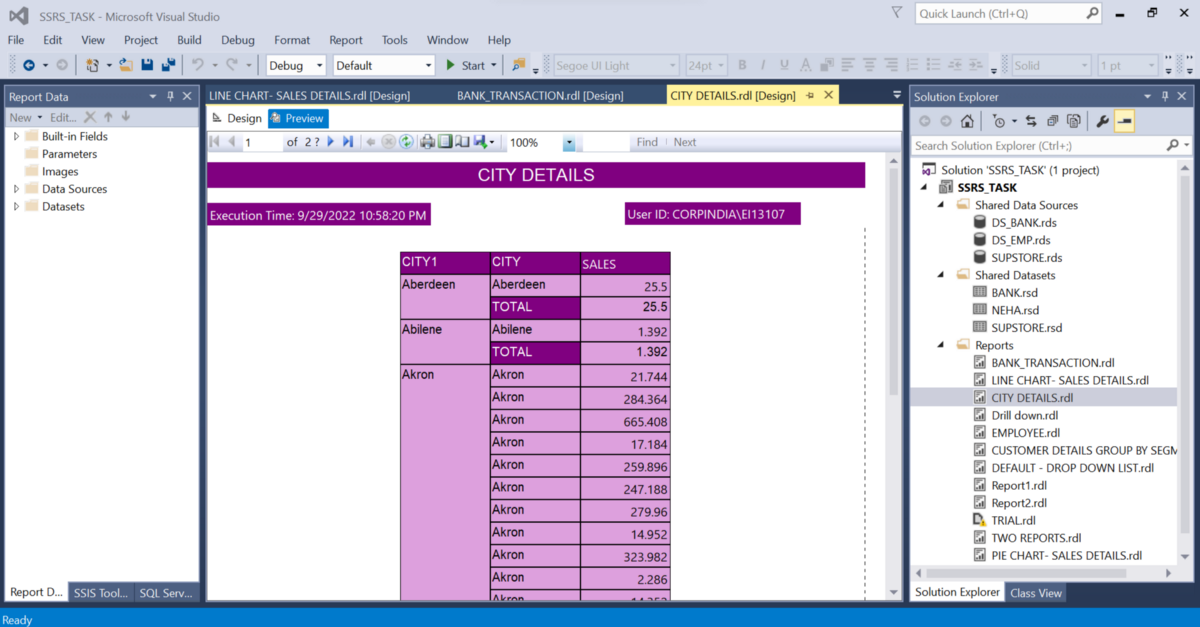 SSRS_TASK - Microsoft Visual Studio
Quick Launch (Ctrl+Q)
File Edit View Project Build Debug Format Report Tools Window Help
Debug Default Start Segoe UI Light 24pt B I U A Solid 1 pt
Report Data
LINE CHART- SALES DETAILS.rdl [Design] BANK_TRANSACTION.rdl [Design] CITY DETAILS.rdl [Design]
Solution Explorer
New Edit...
Design Preview
1 of 2 ? 100% Find | Next
Built-in Fields
Parameters
Images
Data Sources
Datasets
CITY DETAILS
Execution Time: 9/29/2022 10:58:20 PM
User ID: CORPINDIA\EI13107
CITY1 CITY SALES
Aberdeen Aberdeen 25.5
TOTAL 25.5
Abilene Abilene 1.392
TOTAL 1.392
Akron Akron 21.744
Akron 284.364
Akron 665.408
Akron 17.184
Akron 259.896
Akron 247.188
Akron 279.96
Akron 14.952
Akron 323.982
Akron 2.286
Search Solution Explorer (Ctrl+;)
Solution 'SSRS_TASK' (1 project)
SSRS_TASK
Shared Data Sources
DS_BANK.rds
DS_EMP.rds
SUPSTORE.rds
Shared Datasets
BANK.rsd
NEHA.rsd
SUPSTORE.rsd
Reports
BANK_TRANSACTION.rdl
LINE CHART- SALES DETAILS.rdl
CITY DETAILS.rdl
Drill down.rdl
EMPLOYEE.rdl
CUSTOMER DETAILS GROUP BY SEGM
DEFAULT - DROP DOWN LIST.rdl
Report1.rdl
Report2.rdl
TRIAL.rdl
TWO REPORTS.rdl
PIE CHART- SALES DETAILS.rdl
Report D... SSIS Tool... SQL Serv...
Solution Explorer Class View
Ready